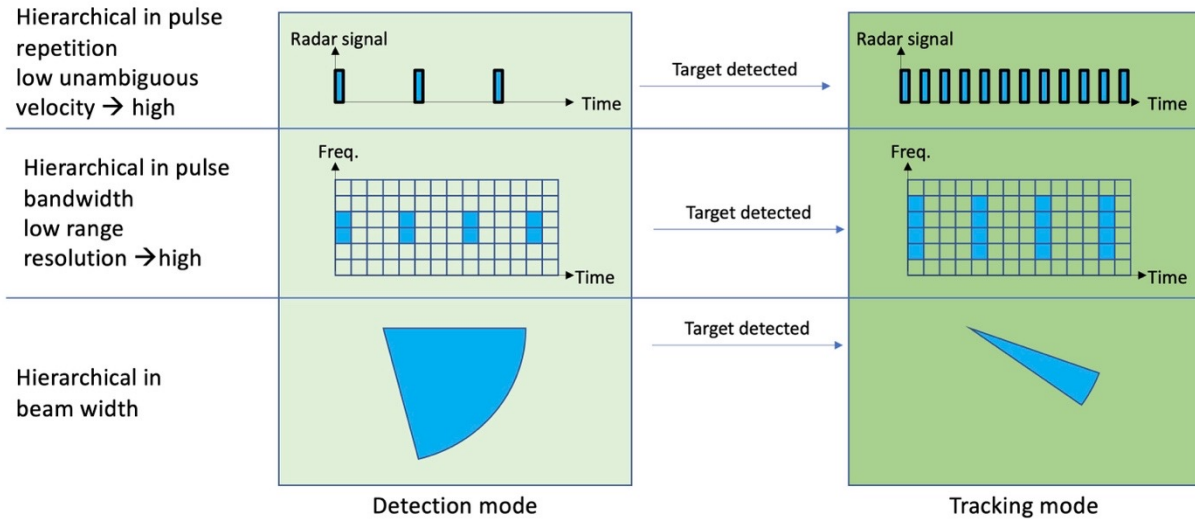 Hierarchical in pulse
repetition
low unambiguous
velocity → high
Radar signal
Time
Target detected
Radar signal
Time
Hierarchical in pulse
bandwidth
low range
resolution →high
Freq.
Time
Target detected
Freq.
Time
Hierarchical in
beam width
Target detected
Detection mode
Tracking mode